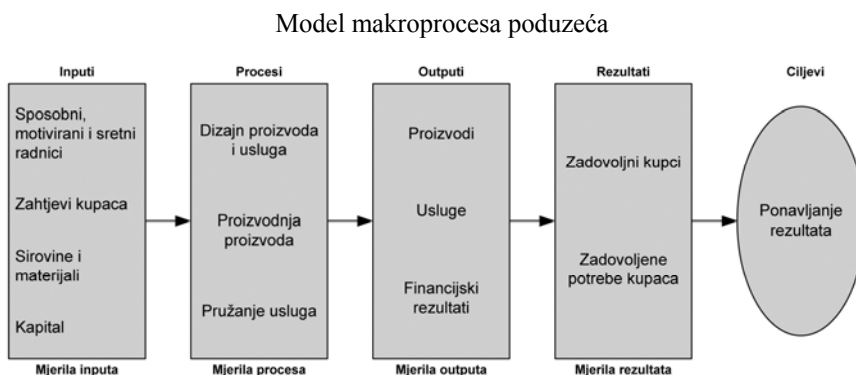 Model makroprocesa poduzeća
Inputi
Sposobni,
motivirani i sretni
radnici
Zahtjevi kupaca
Sirovine i
materijali
Kapital
Mjerila inputa
Procesi
Dizajn proizvoda
i usluga
Proizvodnja
proizvoda
Pružanje usluga
Mjerila procesa
Outputi
Proizvodi
Usluge
Financijski
rezultati
Mjerila outputa
Rezultati
Zadovoljni kupci
Zadovoljene
potrebe kupaca
Mjerila rezultata
Ciljevi
Ponavljanje
rezultata